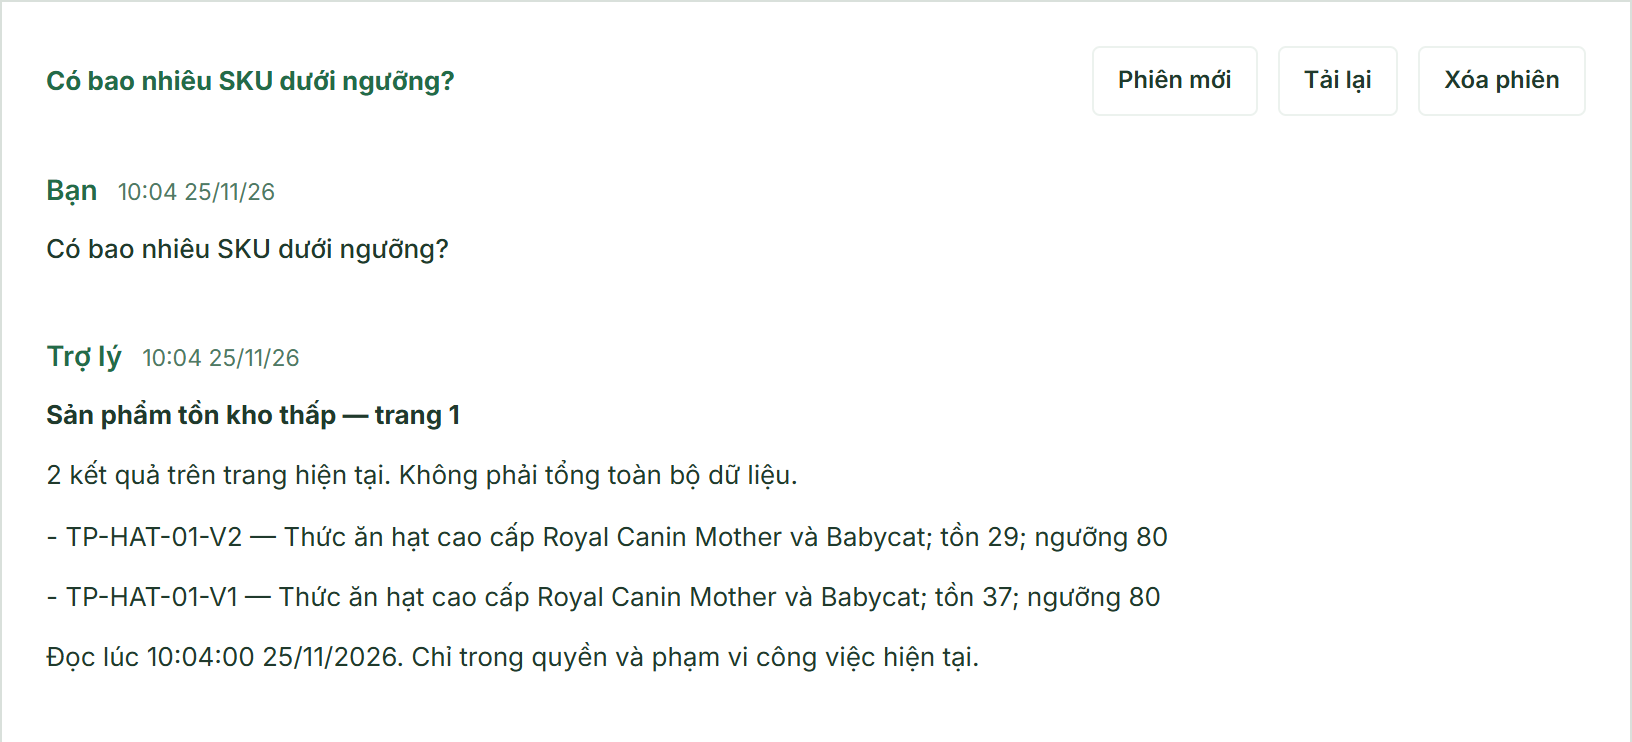 Có bao nhiêu SKU dưới ngưỡng?
Phiên mới
Tải lại
Xóa phiên
Bạn 10:04 25/11/26
Có bao nhiêu SKU dưới ngưỡng?
Trợ lý 10:04 25/11/26
Sản phẩm tồn kho thấp — trang 1
2 kết quả trên trang hiện tại. Không phải tổng toàn bộ dữ liệu.
- TP-HAT-01-V2 — Thức ăn hạt cao cấp Royal Canin Mother và Babycat; tồn 29; ngưỡng 80
- TP-HAT-01-V1 — Thức ăn hạt cao cấp Royal Canin Mother và Babycat; tồn 37; ngưỡng 80
Đọc lúc 10:04:00 25/11/2026. Chỉ trong quyền và phạm vi công việc hiện tại.